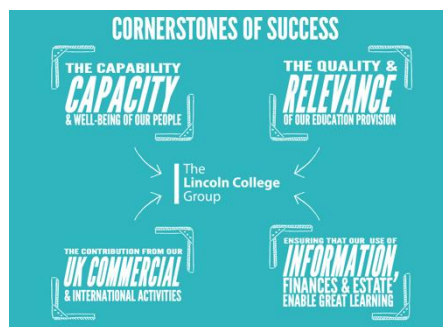 CORNERSTONES OF SUCCESS
THE CAPABILITY
CAPACITY
& WELL-BEING OF OUR PEOPLE
THE QUALITY &
RELEVANCE
OF OUR EDUCATION PROVISION
The
Lincoln College
Group
THE CONTRIBUTION FROM OUR
UK COMMERCIAL
& INTERNATIONAL ACTIVITIES
ENSURING THAT OUR USE OF
INFORMATION,
FINANCES & ESTATE
ENABLE GREAT LEARNING